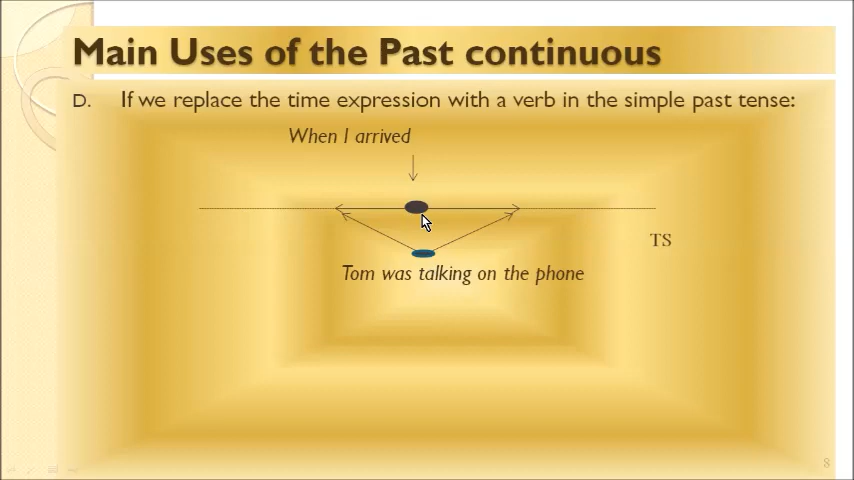 Main Uses of the Past continuous
D. If we replace the time expression with a verb in the simple past tense:
When I arrived
TS
Tom was talking on the phone
8